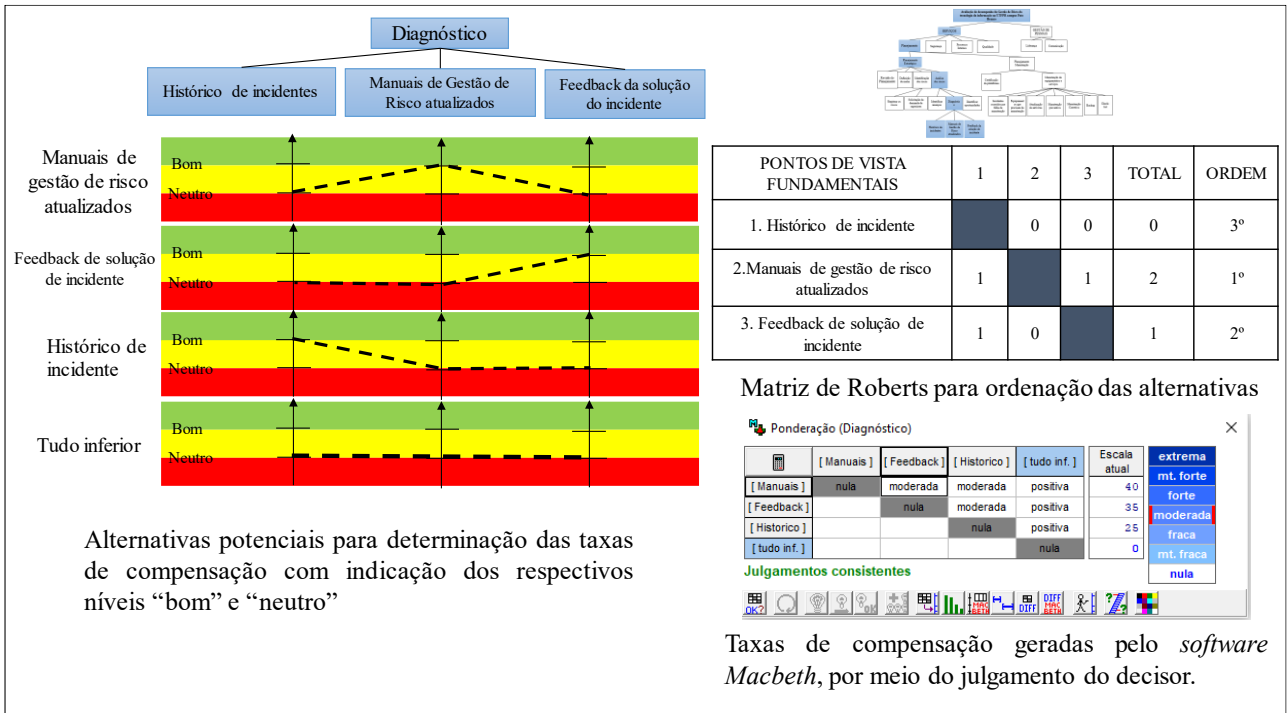 Diagnóstico
Histórico de incidentes
Manuais de Gestão de
Risco atualizados
Feedback da solução
do incidente
Manuais de
gestão de risco
atualizados
Bom
Neutro
Feedback de solução
de incidente
Bom
Neutro
Histórico de
incidente
Bom
Neutro
Tudo inferior
Bom
Neutro
Alternativas potenciais para determinação das taxas
de compensação com indicação dos respectivos
níveis “bom” e “neutro”
PONTOS DE VISTA
FUNDAMENTAIS
1
2
3
TOTAL
ORDEM
1. Histórico de incidente
0
0
0
3º
2.Manuais de gestão de risco
atualizados
1
1
2
1º
3. Feedback de solução de
incidente
1
0
1
2º
Matriz de Roberts para ordenação das alternativas
Ponderação (Diagnóstico)
[ Manuais ]
[ Feedback ]
[ Historico ]
[ tudo inf. ]
Escala
atual
[ Manuais ]
nula
moderada
moderada
positiva
40
[ Feedback ]
nula
moderada
positiva
35
[ Historico ]
nula
positiva
25
[ tudo inf. ]
nula
0
extrema
mt. forte
forte
moderada
fraca
mt. fraca
nula
Julgamentos consistentes
Taxas de compensação geradas pelo software
Macbeth, por meio do julgamento do decisor.